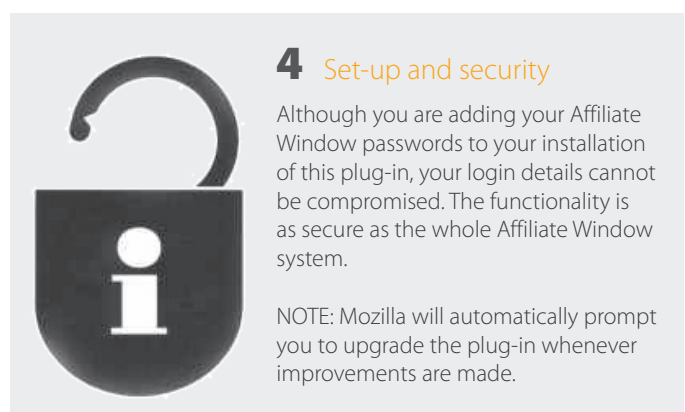 4 Set-up and security
Although you are adding your Affiliate
Window passwords to your installation
of this plug-in, your login details cannot
be compromised. The functionality is
as secure as the whole Affiliate Window
system.
NOTE: Mozilla will automatically prompt
you to upgrade the plug-in whenever
improvements are made.
i